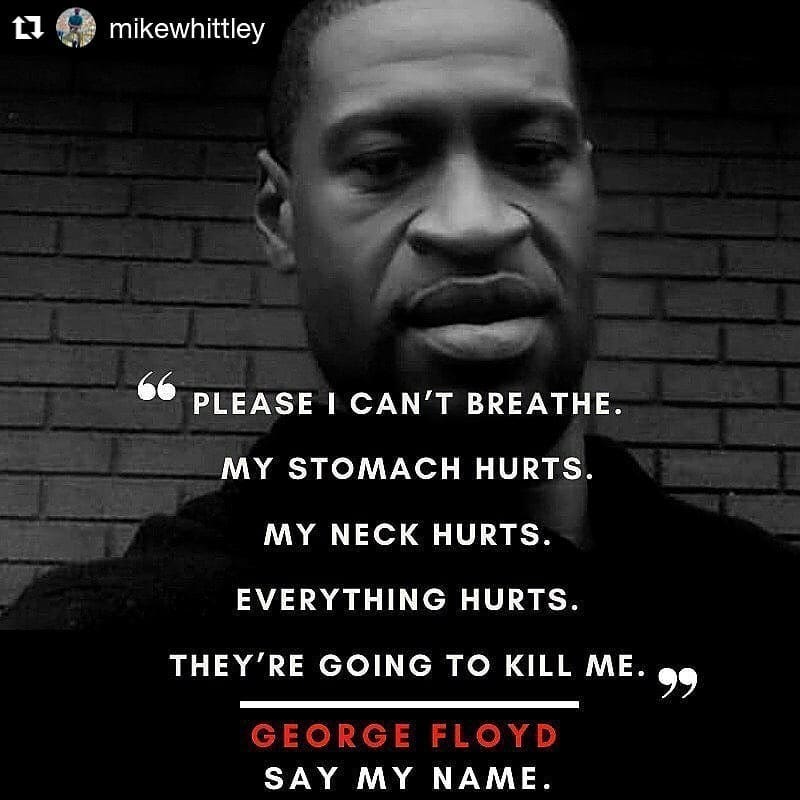 mikewhittley
“ PLEASE I CAN’T BREATHE.
MY STOMACH HURTS.
MY NECK HURTS.
EVERYTHING HURTS.
THEY’RE GOING TO KILL ME. ”
GEORGE FLOYD
SAY MY NAME.